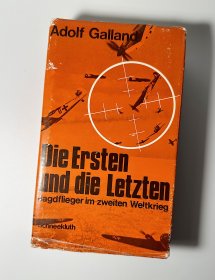 Adolf Galland
Die Ersten
und die Letzten
Jagdflieger im zweiten Weltkrieg
Schneekluth